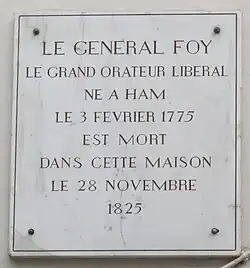 LE GENERAL FOY
LE GRAND ORATEUR LIBERAL
NE A HAM
LE 3 FEVRIER 1775
EST MORT
DANS CETTE MAISON
LE 28 NOVEMBRE
1825